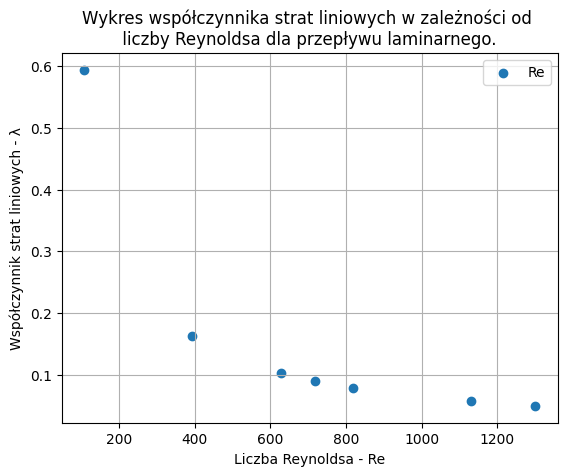 Wykres współczynnika strat liniowych w zależności od
liczby Reynoldsa dla przepływu laminarnego.
Re
0.6
0.5
0.4
0.3
0.2
0.1
Współczynnik strat liniowych - λ
200 400 600 800 1000 1200
Liczba Reynoldsa - Re